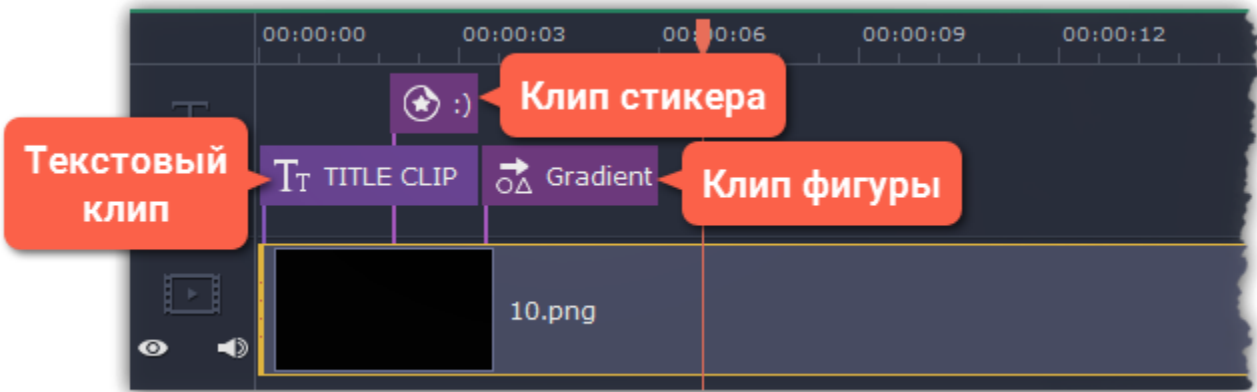 00:00:00 00:00:03 00:00:06 00:00:09 00:00:12
:) Клип стикера
Текстовый
клип
TT TITLE CLIP Gradient Клип фигуры
10.png